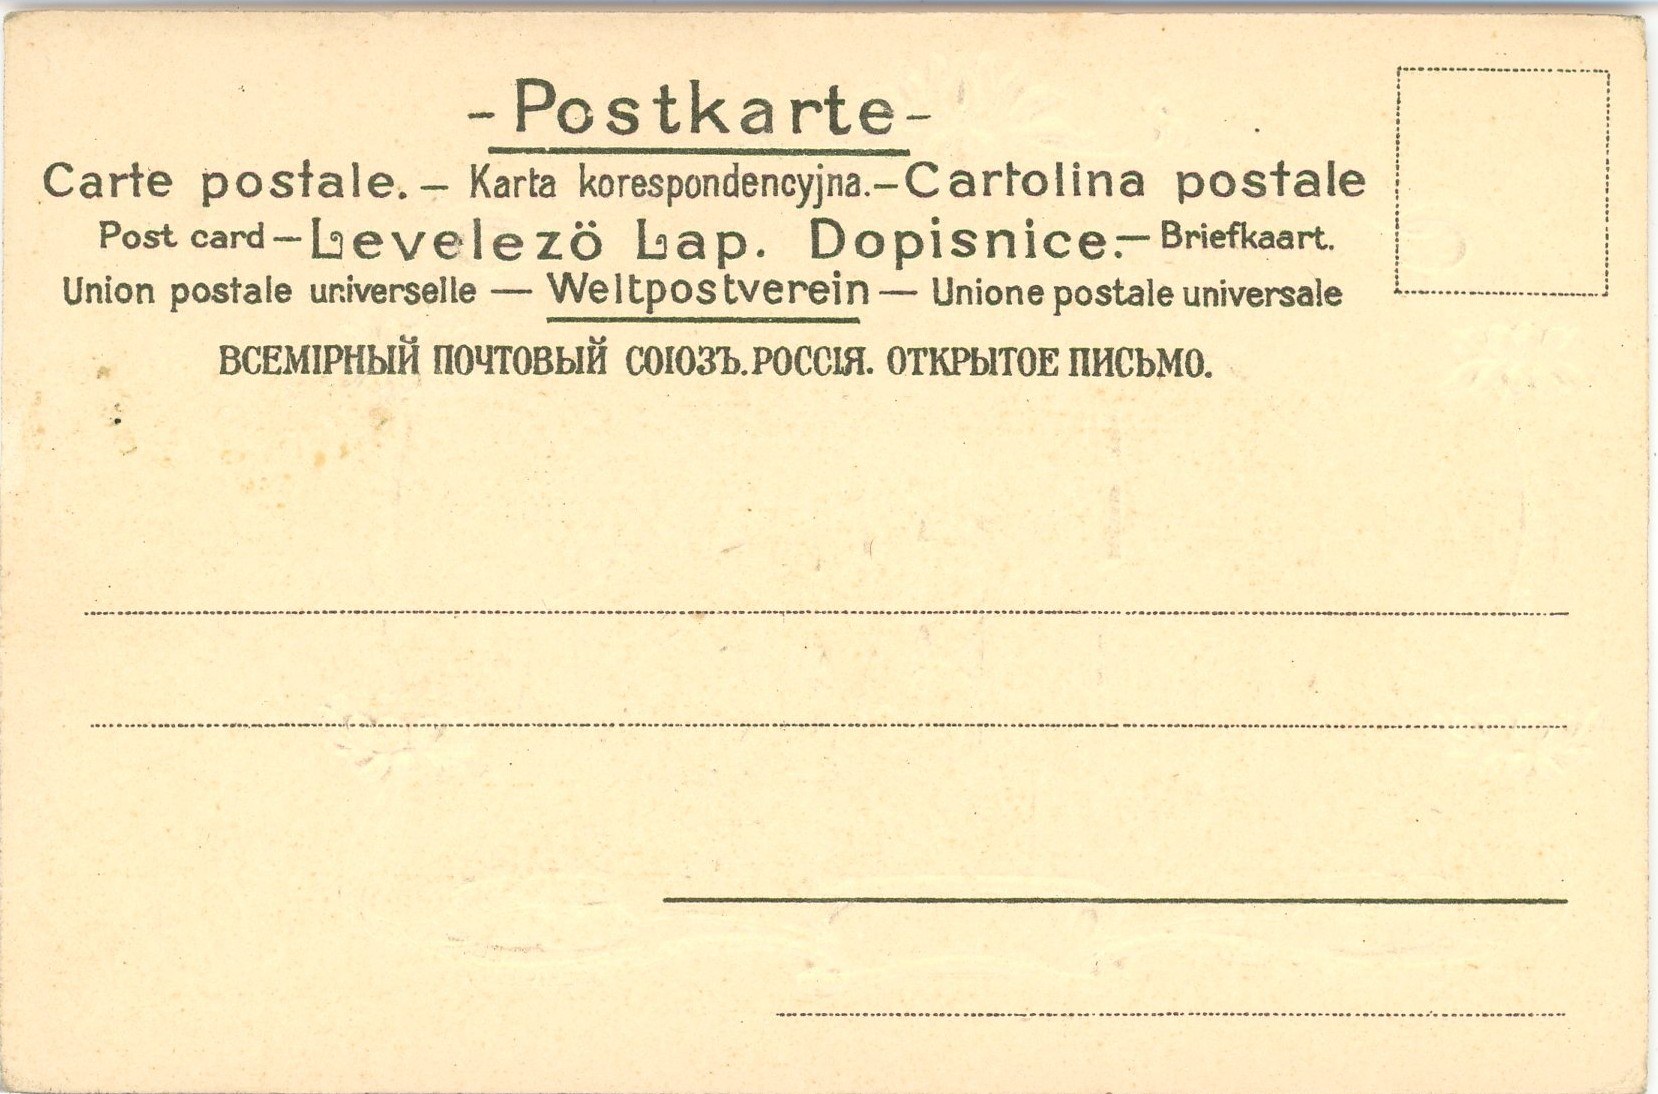 -Postkarte-
Carte postale. – Karta korespondencyjna.–Cartolina postale
Post card – Levelezö Lap. Dopisnice.– Briefkaart.
Union postale universelle — Weltpostverein — Unione postale universale
ВСЕМІРНЫЙ ПОЧТОВЫЙ СОЮЗЪ.РОССІЯ. ОТКРЫТОЕ ПИСЬМО.